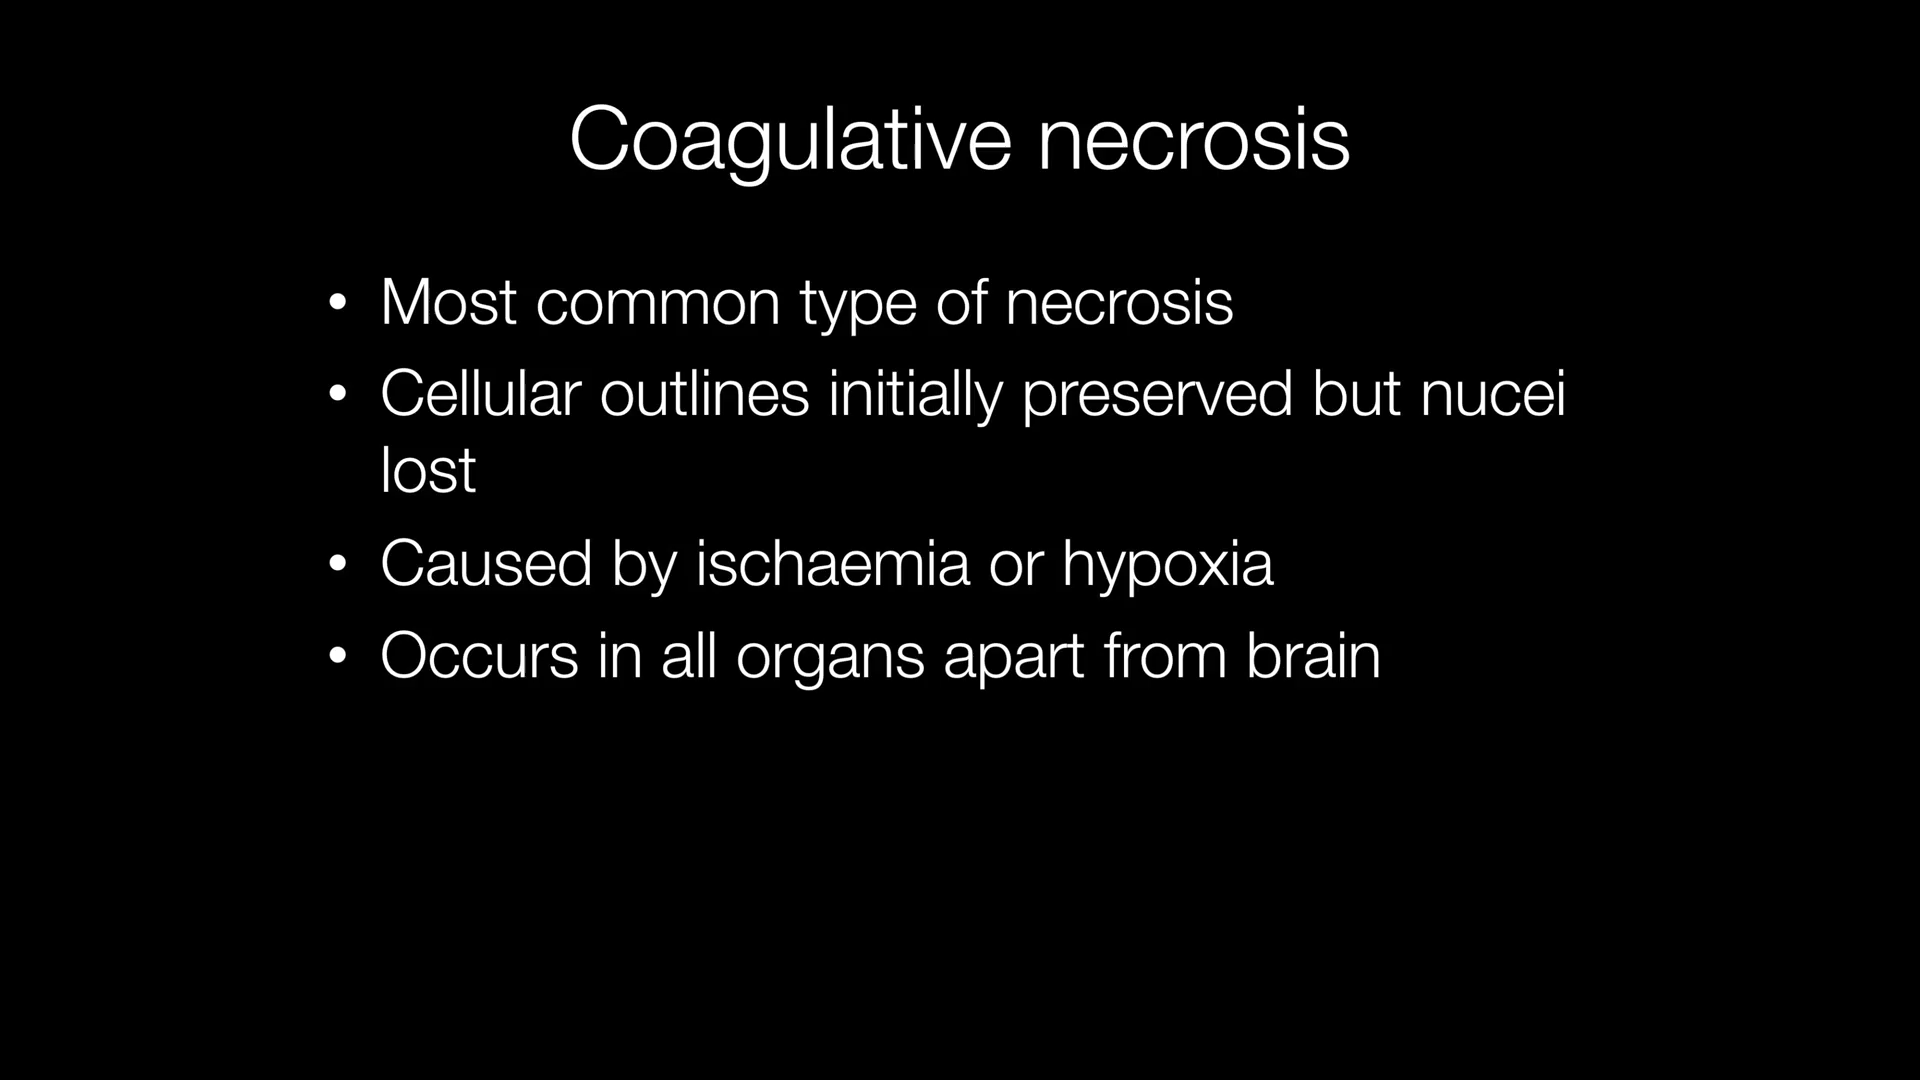 Coagulative necrosis
• Most common type of necrosis
• Cellular outlines initially preserved but nucei
lost
• Caused by ischaemia or hypoxia
• Occurs in all organs apart from brain